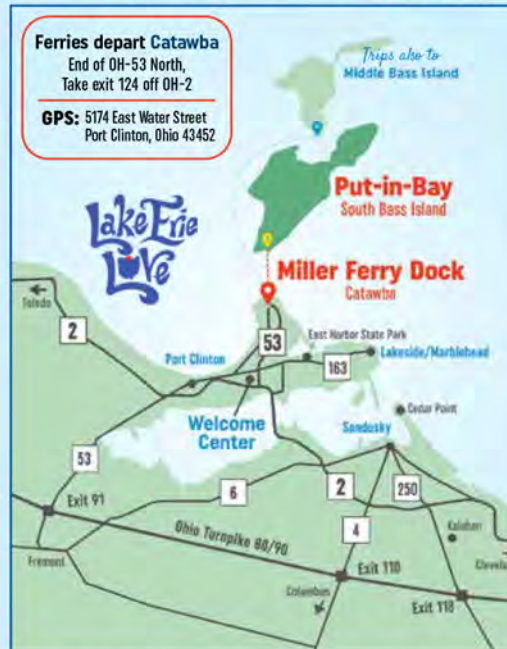 Ferries depart Catawba
End of OH-53 North,
Take exit 124 off OH-2
GPS: 5174 East Water Street
Port Clinton, Ohio 43452
Trips also to
Middle Bass Island
Put-in-Bay
South Bass Island
Lake Erie
Love
Miller Ferry Dock
Catawba
Toledo
2
53
East Harbor State Park
Lakeside/Marblehead
Port Clinton
163
Welcome
Center
Cedar Point
Sandusky
53
6
2
250
Exit 91
Ohio Turnpike 80/90
4
Kalahari
Fremont
Exit 110
Clevel
Columbus
Exit 118